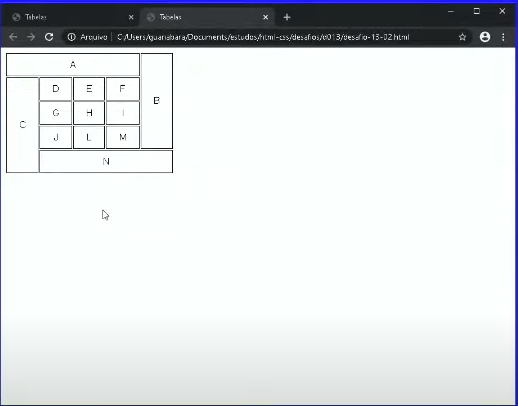 Tabelas
Tabelas
Arquivo | C:/Users/guanabara/Documents/estudos/html-css/desafios/d013/desafio-13-02.html
A
B
C
D E F
G H I
J L M
N